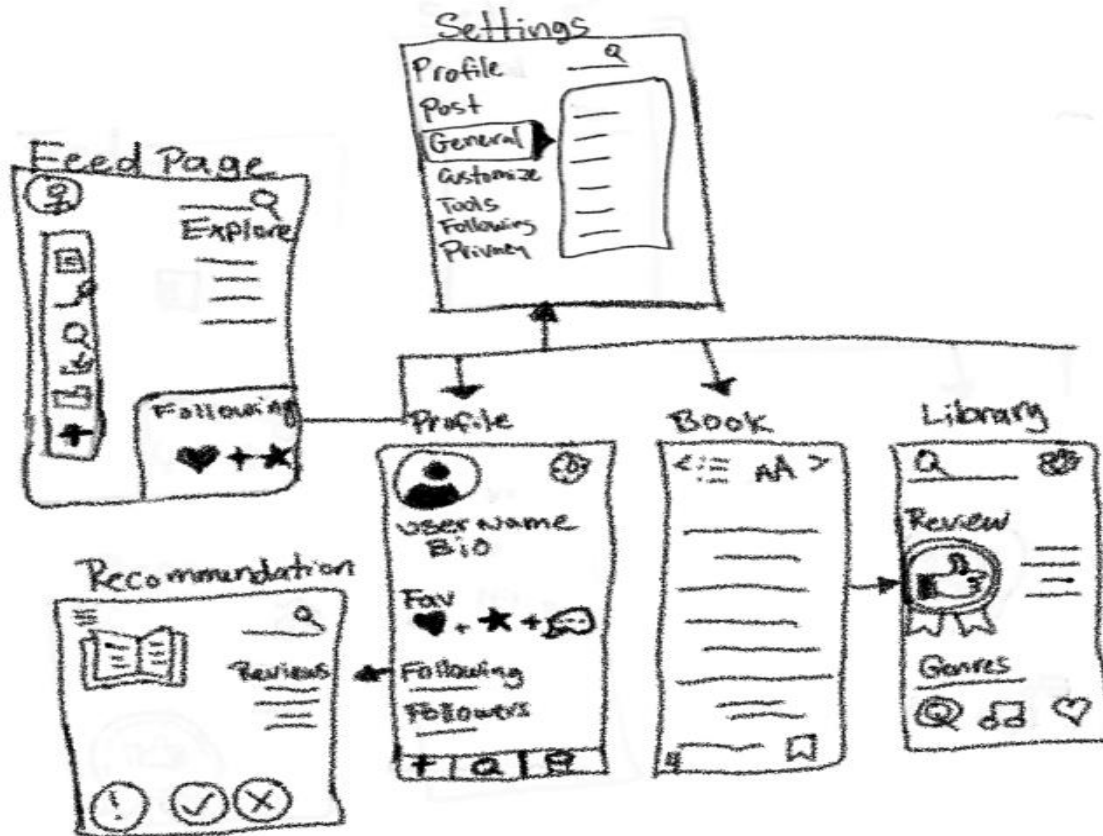 Settings
Profile
Post
General
Customize
Tools
Following
Privacy
Feed Page
Explore
Following
Profile
User Name
Bio
Fav
Following
Followers
Book
AA
Library
Review
Genres
Recommendation
Reviews